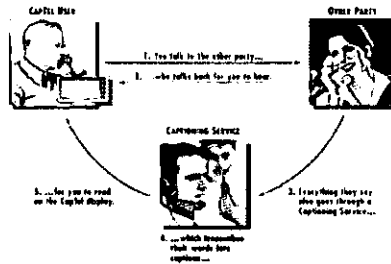 CapTel User
Other Party
1. You talk to the other party...
2. ...who talks back for you to hear.
Captioning Service
5. ...for you to read
on the CapTel display.
3. Everything they say
also goes through a
Captioning Service...
4. ...which transcribes
their words into
captions...